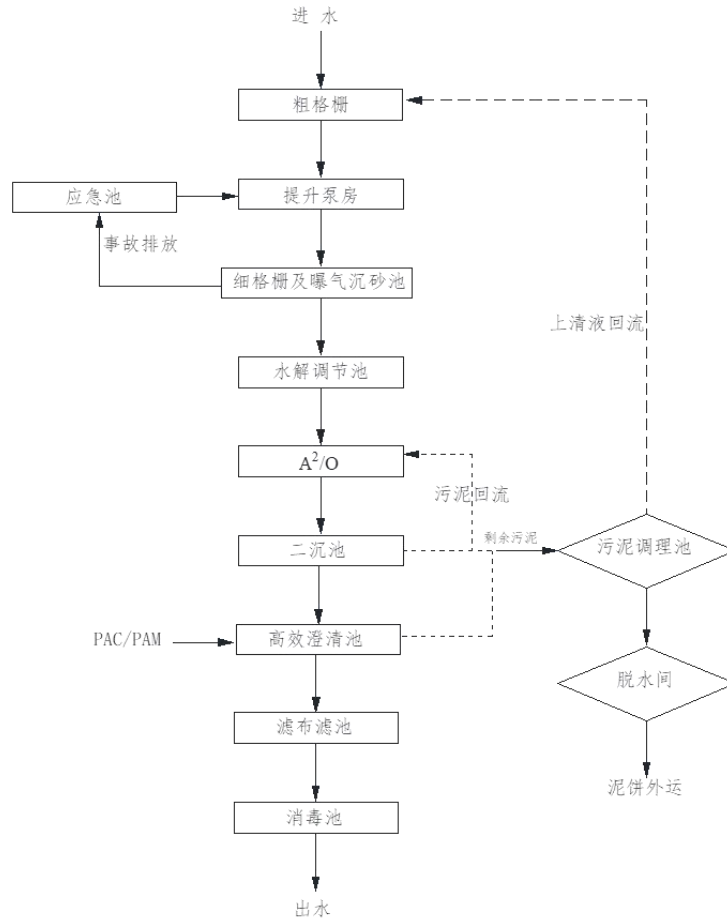 进 水
粗格栅
应急池
提升泵房
事故排放
细格栅及曝气沉砂池
上清液回流
水解调节池
A²/O
污泥回流
二沉池
剩余污泥
污泥调理池
PAC/PAM
高效澄清池
脱水间
滤布滤池
泥饼外运
消毒池
出水